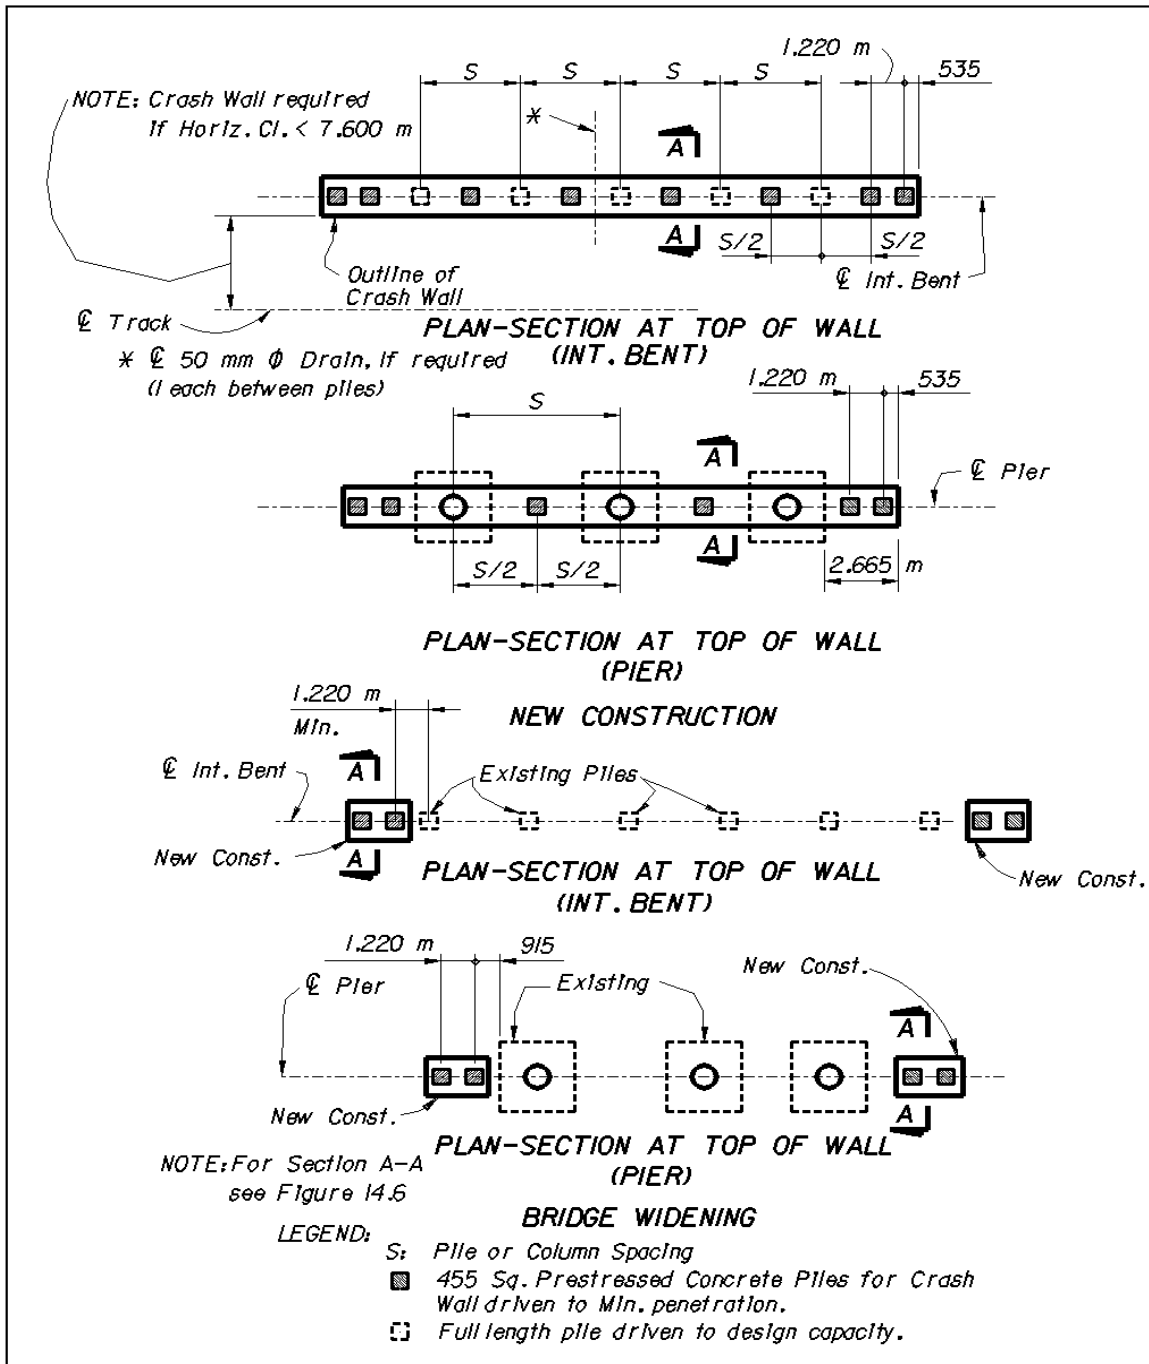 1.220 m
535
S S S S
NOTE: Crash Wall required
if Horiz. Cl. < 7.600 m
*
A
A
S/2 S/2
Outline of
Crash Wall
℄ Int. Bent
℄ Track
PLAN-SECTION AT TOP OF WALL
(INT. BENT)
* ℄ 50 mm ϕ Drain, if required
(1 each between piles)
1.220 m 535
S
A
℄ Pier
A
S/2 S/2
2.665 m
PLAN-SECTION AT TOP OF WALL
(PIER)
NEW CONSTRUCTION
1.220 m
Min.
℄ Int. Bent
A
Existing Piles
New Const.
A
PLAN-SECTION AT TOP OF WALL
(INT. BENT)
New Const.
1.220 m 915
New Const.
℄ Pier
Existing
A
New Const.
A
PLAN-SECTION AT TOP OF WALL
(PIER)
NOTE: For Section A-A
see Figure 14.6
BRIDGE WIDENING
LEGEND:
S: Pile or Column Spacing
455 Sq. Prestressed Concrete Piles for Crash
Wall driven to Min. penetration.
Full length pile driven to design capacity.